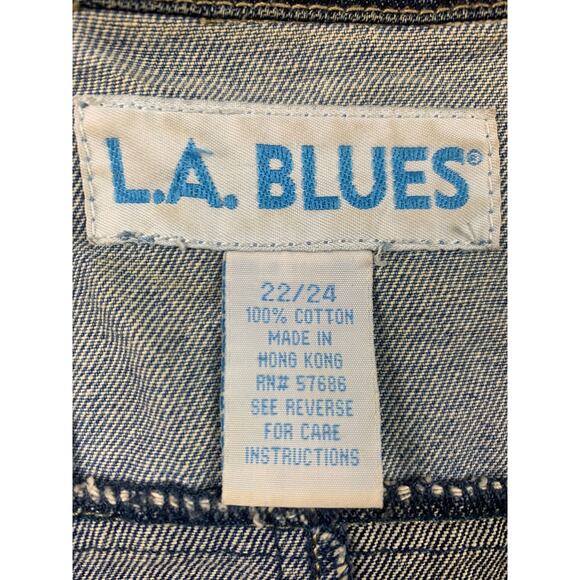 L.A. BLUES®
22/24
100% COTTON
MADE IN
HONG KONG
RN# 57686
SEE REVERSE
FOR CARE
INSTRUCTIONS